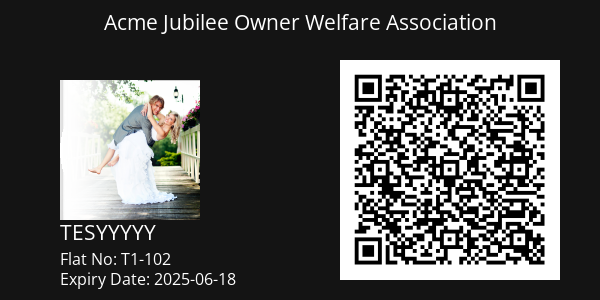 Acme Jubilee Owner Welfare Association
TESYYYYY
Flat No: T1-102
Expiry Date: 2025-06-18